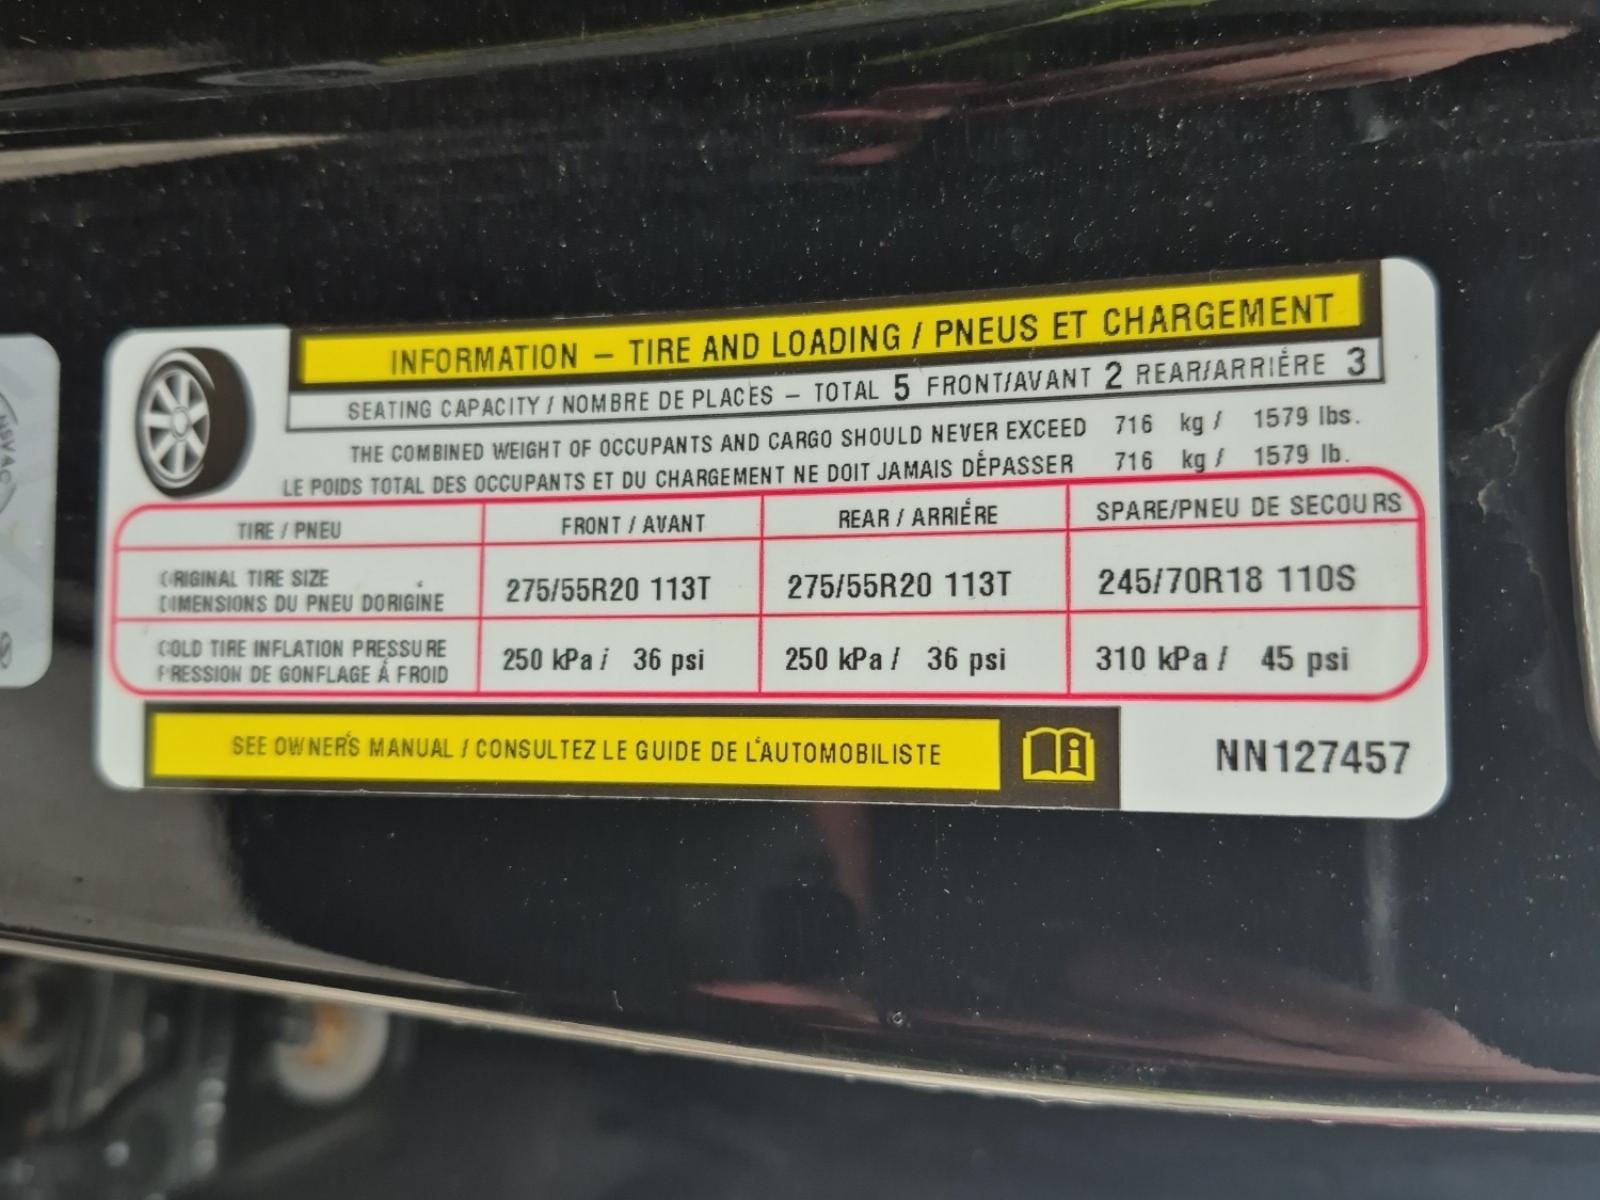 INFORMATION – TIRE AND LOADING / PNEUS ET CHARGEMENT
SEATING CAPACITY / NOMBRE DE PLACES – TOTAL 5 FRONT/AVANT 2 REAR/ARRIÉRE 3
THE COMBINED WEIGHT OF OCCUPANTS AND CARGO SHOULD NEVER EXCEED 716 kg / 1579 lbs.
LE POIDS TOTAL DES OCCUPANTS ET DU CHARGEMENT NE DOIT JAMAIS DÉPASSER 716 kg / 1579 lb.
TIRE / PNEU FRONT / AVANT REAR / ARRIÉRE SPARE/PNEU DE SECOURS
ORIGINAL TIRE SIZE
DIMENSIONS DU PNEU D'ORIGINE
275/55R20 113T 275/55R20 113T 245/70R18 110S
COLD TIRE INFLATION PRESSURE
PRESSION DE GONFLAGE Á FROID
250 kPa / 36 psi 250 kPa / 36 psi 310 kPa / 45 psi
SEE OWNER'S MANUAL / CONSULTEZ LE GUIDE DE L'AUTOMOBILISTE
NN127457